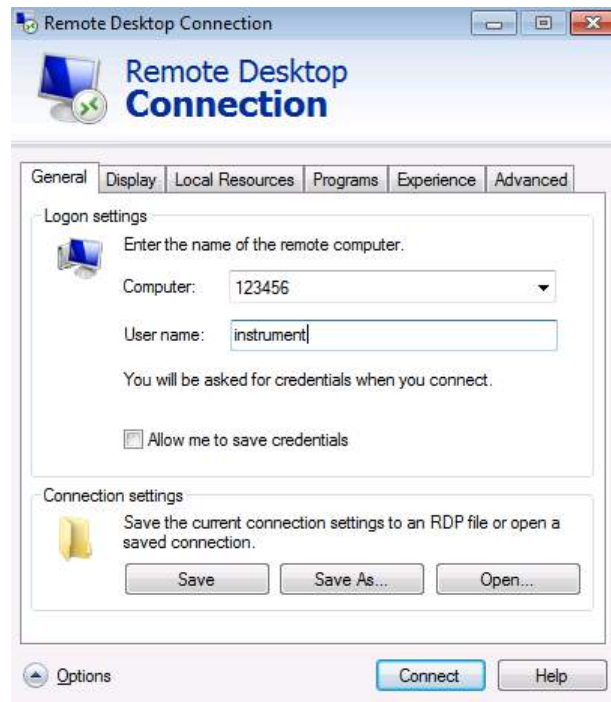 Remote Desktop Connection
Remote Desktop
Connection
General Display Local Resources Programs Experience Advanced
Logon settings
Enter the name of the remote computer.
Computer: 123456
User name: instrument
You will be asked for credentials when you connect.
Allow me to save credentials
Connection settings
Save the current connection settings to an RDP file or open a
saved connection.
Save Save As... Open...
Options Connect Help